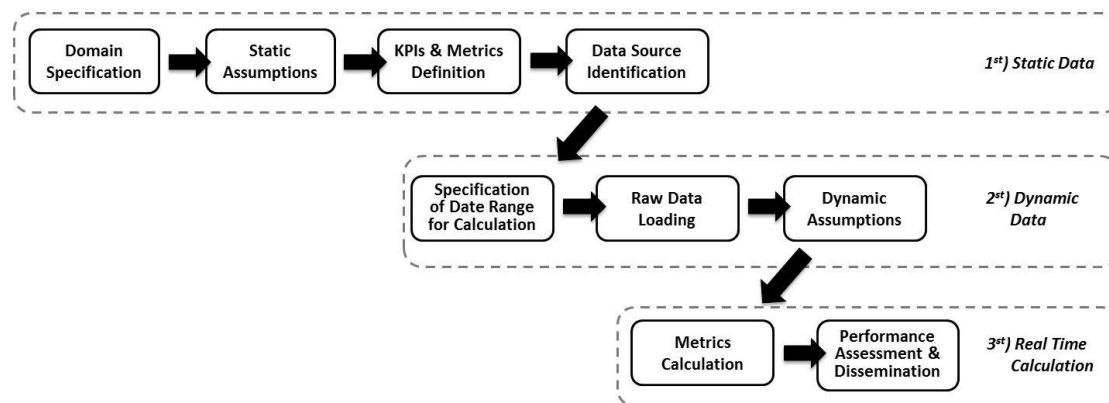 Domain
Specification
Static
Assumptions
KPIs & Metrics
Definition
Data Source
Identification
1st) Static Data
Specification
of Date Range
for Calculation
Raw Data
Loading
Dynamic
Assumptions
2st) Dynamic
Data
Metrics
Calculation
Performance
Assessment &
Dissemination
3st) Real Time
Calculation